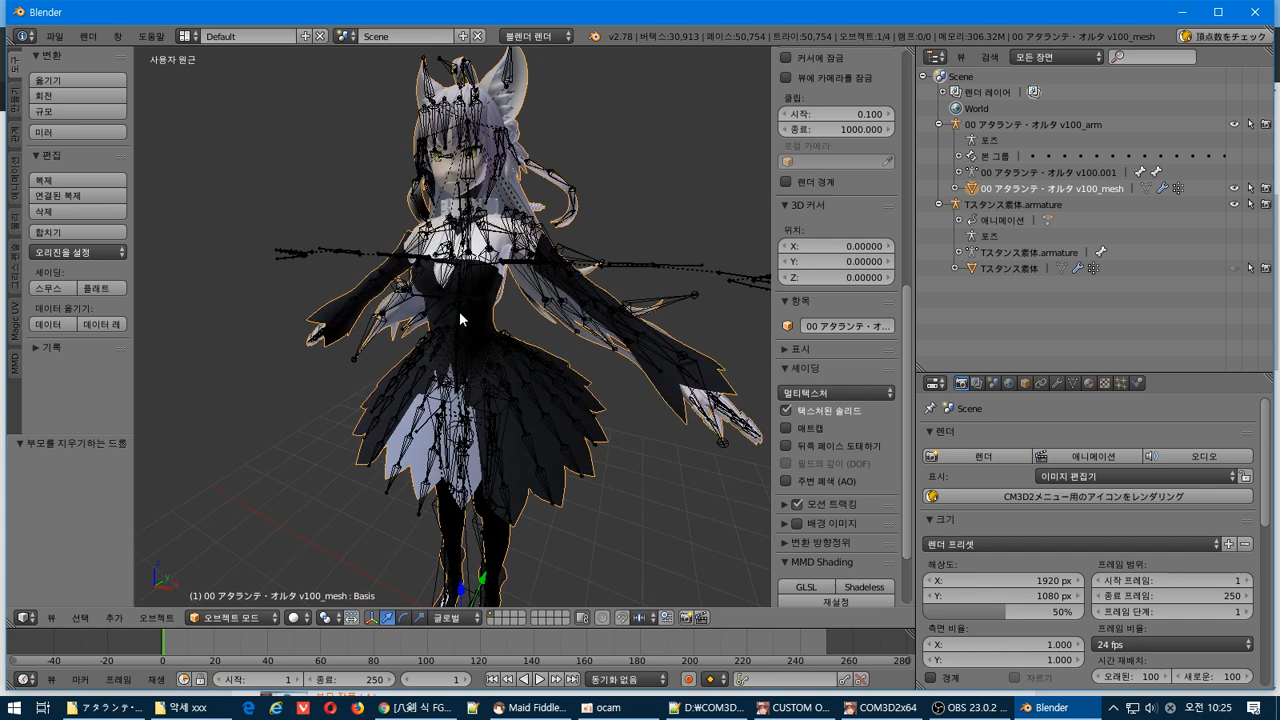 Blender
파일 렌더 창 도움말 Default Scene 블렌더 렌더 v2.78 | 버텍스:30,913 | 페이스:50,754 | 트라이:50,754 | 오브젝트:1/4 | 램프:0/0 | 메모리:306.32M | 00 アタランテ・オルタ v100_mesh 頂点数をチェック
변환
옮기기
회전
규모
미러
편집
복제
연결된 복제
삭제
합치기
오리진을 설정
셰이딩:
스무스 플래트
데이터 옮기기:
데이터 데이터 레
기록
부모를 지우기하는 드롭
애니메이션
Magic UV
MMD
사용자 원근
(1) 00 アタランテ・オルタ v100_mesh : Basis
커서에 잠금
뷰에 카메라를 잠금
클립:
시작: 0.100
종료: 1000.000
로컬 카메라:
렌더 경계
3D 커서
위치:
X: 0.00000
Y: 0.00000
Z: 0.00000
항목
00 アタランテ・オ...
표시
셰이딩
멀티텍스처
텍스처된 솔리드
매트캡
뒤쪽 페이스 도태하기
필드의 깊이 (DOF)
주변 폐색 (AO)
모션 트랙킹
배경 이미지
변환 방향정위
MMD Shading
GLSL Shadeless
재설정
뷰 검색 모든 장면
Scene
렌더 레이어
World
00 アタランテ・オルタ v100_arm
포즈
본 그룹
00 アタランテ・オルタ v100.001
00 アタランテ・オルタ v100_mesh
Tスタンス素体.armature
애니메이션
포즈
Tスタンス素体.armature
Tスタンス素体
Scene
렌더
렌더 애니메이션 오디오
표시: 이미지 편집기
CM3D2メニュー用のアイコンをレンダリング
크기
렌더 프리셋
해상도: 프레임 범위:
X: 1920 px 시작 프레임: 1
Y: 1080 px 종료 프레임: 250
50% 프레임 단계: 1
측면 비율: 프레임 비율:
X: 1.000 24 fps
Y: 1.000 시간 재배치:
경계 자르기 오래된: 100 새로운: 100
뷰 선택 추가 오브젝트 오브젝트 모드 글로벌
-40 -20 0 20 40 60 80 100 120 140 160 180 200 220 240 260 280
뷰 마커 프레임 재생 시작: 1 종료: 250 1 동기화 없음
アタランテ-... 악세 xxx [八剣 式 FG... Maid Fiddle... ocam D:₩COM3D... CUSTOM O... COM3D2x64 OBS 23.0.2 ... Blender 오전 10:25